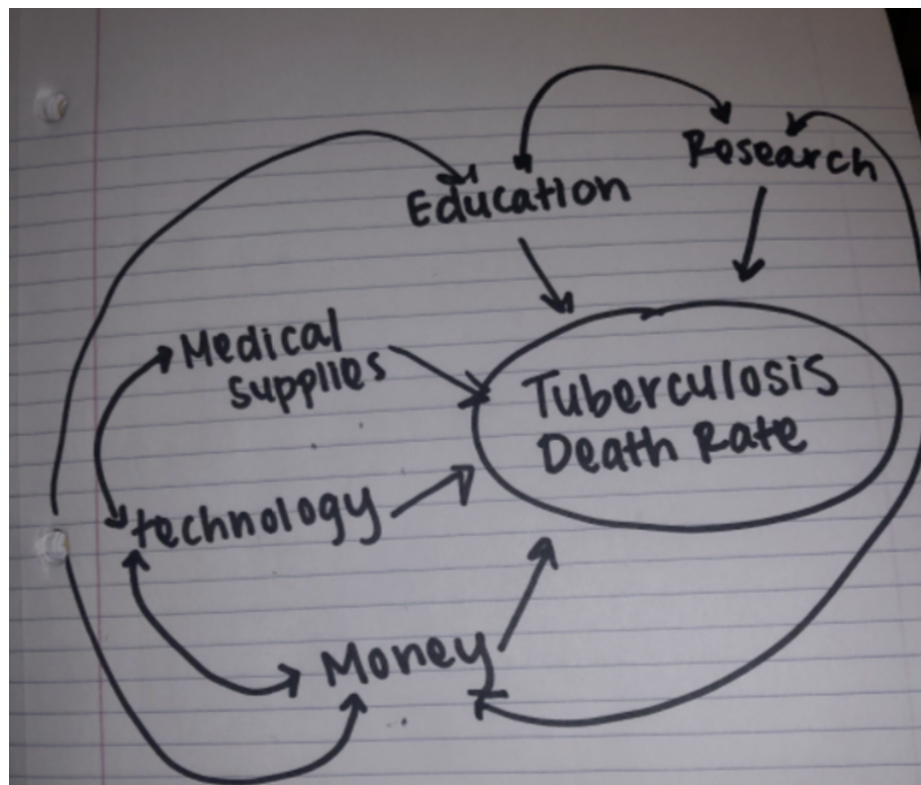 Research
Education
Medical
supplies
Tuberculosis
Death Rate
technology
Money